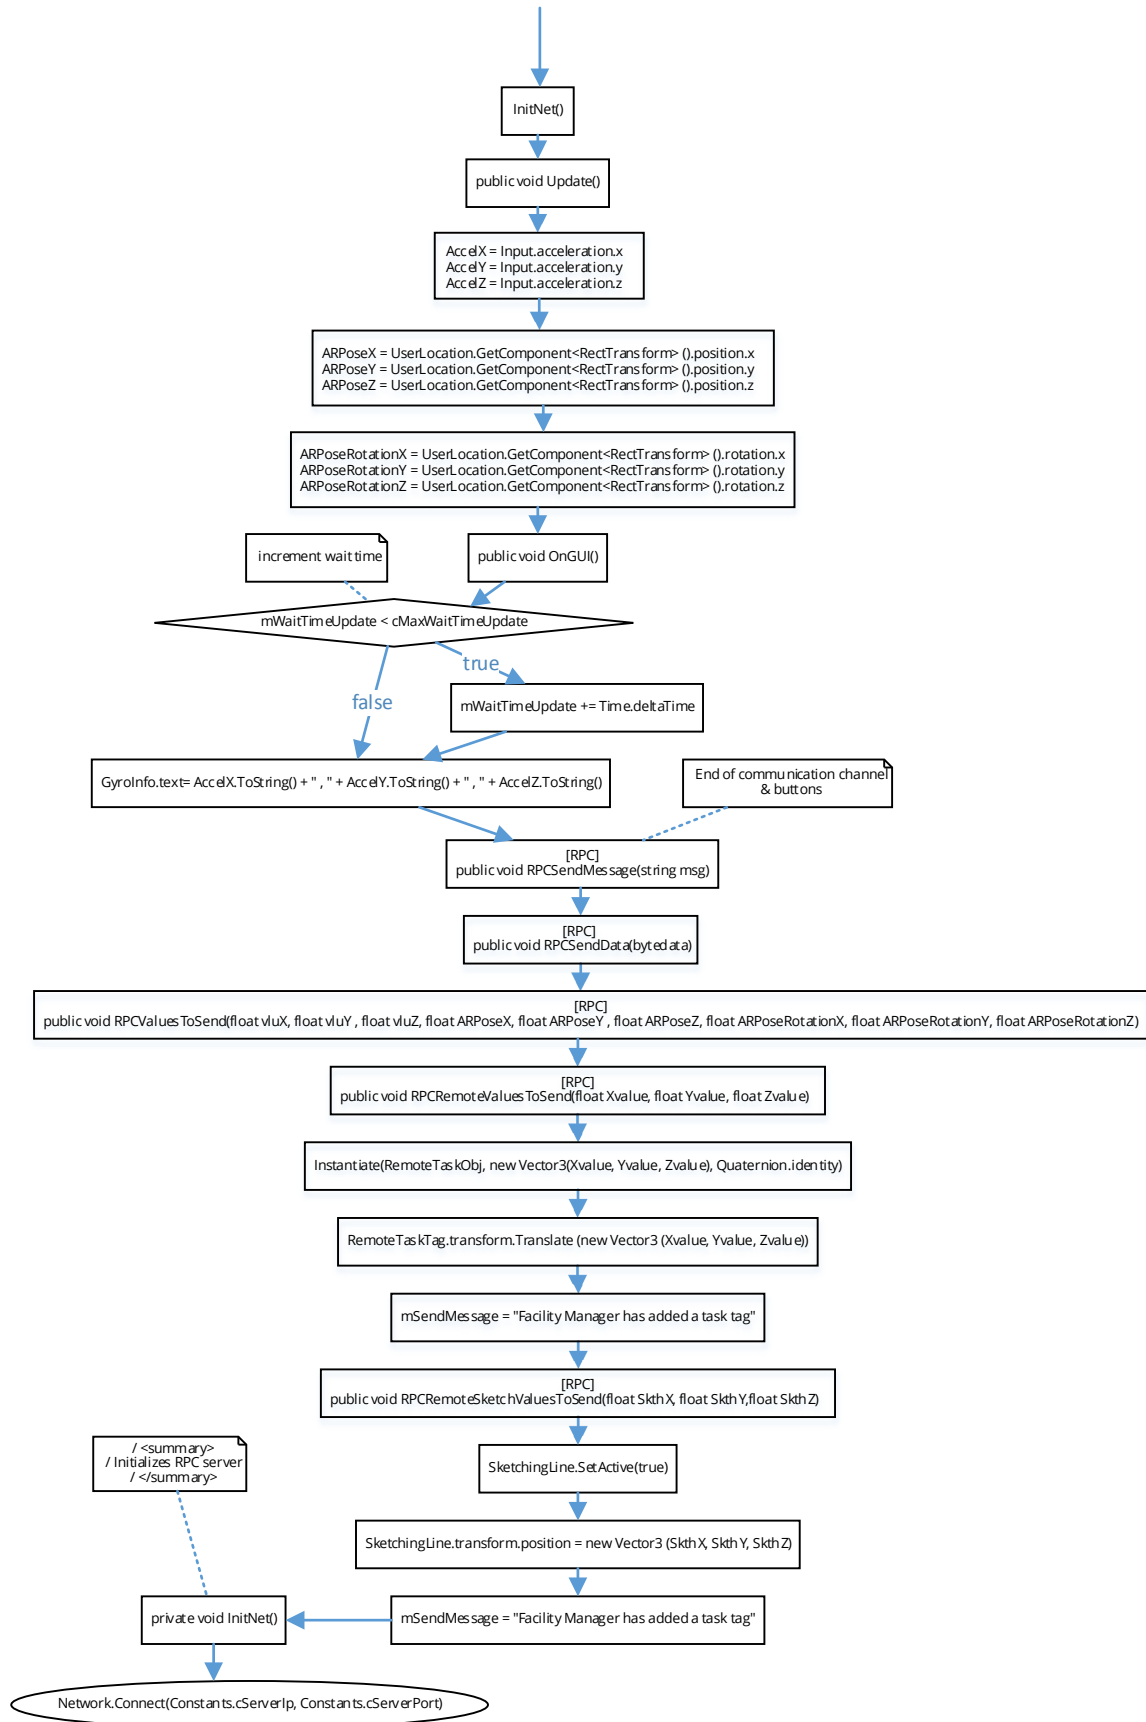 InitNet()
public void Update()
AccelX = Input.acceleration.x
AccelY = Input.acceleration.y
AccelZ = Input.acceleration.z
ARPoseX = UserLocation.GetComponent<RectTransform> ().position.x
ARPoseY = UserLocation.GetComponent<RectTransform> ().position.y
ARPoseZ = UserLocation.GetComponent<RectTransform> ().position.z
ARPoseRotationX = UserLocation.GetComponent<RectTransform> ().rotation.x
ARPoseRotationY = UserLocation.GetComponent<RectTransform> ().rotation.y
ARPoseRotationZ = UserLocation.GetComponent<RectTransform> ().rotation.z
increment wait time
public void OnGUI()
mWaitTimeUpdate < cMaxWaitTimeUpdate
true
false
mWaitTimeUpdate += Time.deltaTime
GyroInfo.text= AccelX.ToString() + " , " + AccelY.ToString() + " , " + AccelZ.ToString()
End of communication channel
& buttons
[RPC]
public void RPCSendMessage(string msg)
[RPC]
public void RPCSendData(bytedata)
[RPC]
public void RPCValuesToSend(float vluX, float vluY , float vluZ, float ARPoseX, float ARPoseY , float ARPoseZ, float ARPoseRotationX, float ARPoseRotationY, float ARPoseRotationZ)
[RPC]
public void RPCRemoteValuesToSend(float Xvalue, float Yvalue, float Zvalue)
Instantiate(RemoteTaskObj, new Vector3(Xvalue, Yvalue, Zvalue), Quaternion.identity)
RemoteTaskTag.transform.Translate (new Vector3 (Xvalue, Yvalue, Zvalue))
mSendMessage = "Facility Manager has added a task tag"
[RPC]
public void RPCRemoteSketchValuesToSend(float SkthX, float SkthY,float SkthZ)
/ <summary>
/ Initializes RPC server
/ </summary>
SketchingLine.SetActive(true)
SketchingLine.transform.position = new Vector3 (SkthX, SkthY, SkthZ)
private void InitNet()
mSendMessage = "Facility Manager has added a task tag"
Network.Connect(Constants.cServerIp, Constants.cServerPort)